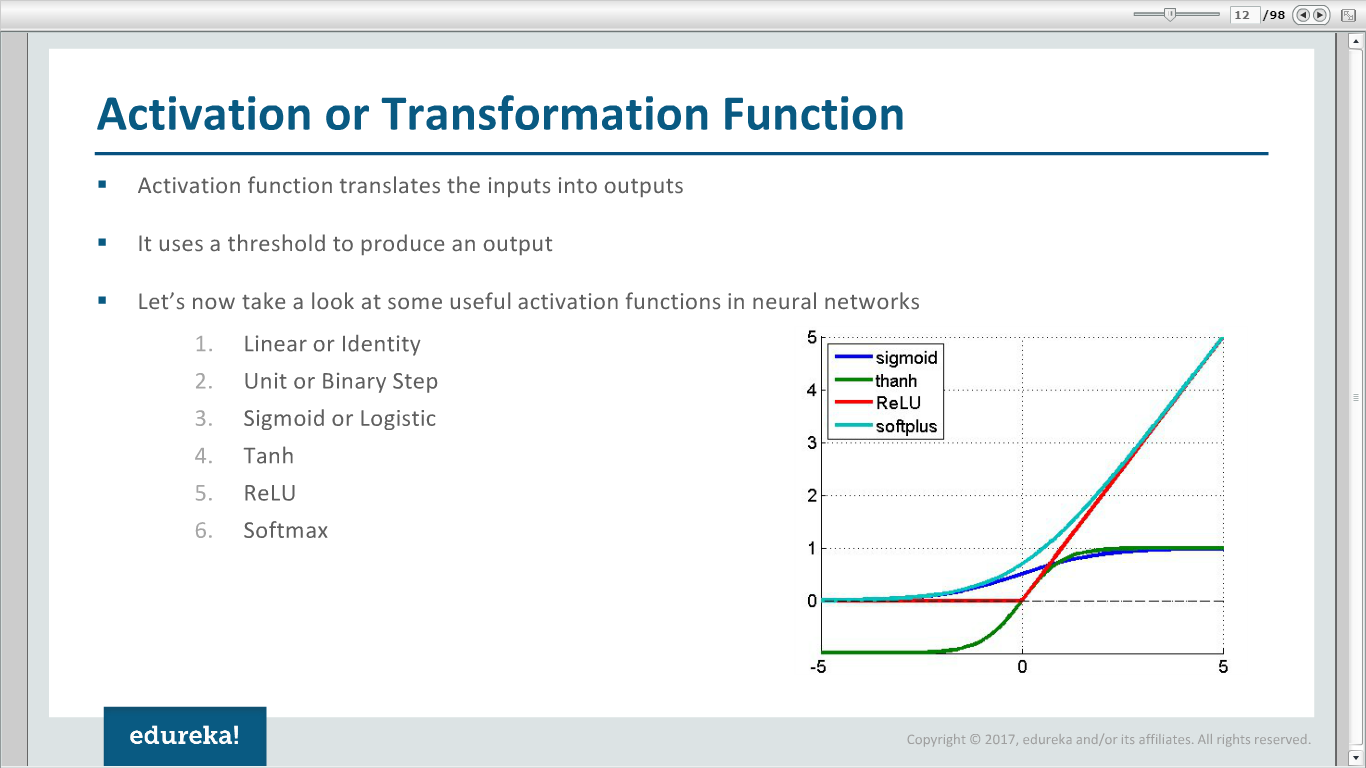 12 /98
Activation or Transformation Function
▪ Activation function translates the inputs into outputs
▪ It uses a threshold to produce an output
▪ Let’s now take a look at some useful activation functions in neural networks
1. Linear or Identity
2. Unit or Binary Step
3. Sigmoid or Logistic
4. Tanh
5. ReLU
6. Softmax
5
4
3
2
1
0
sigmoid
thanh
ReLU
softplus
-5 0 5
edureka!
Copyright © 2017, edureka and/or its affiliates. All rights reserved.